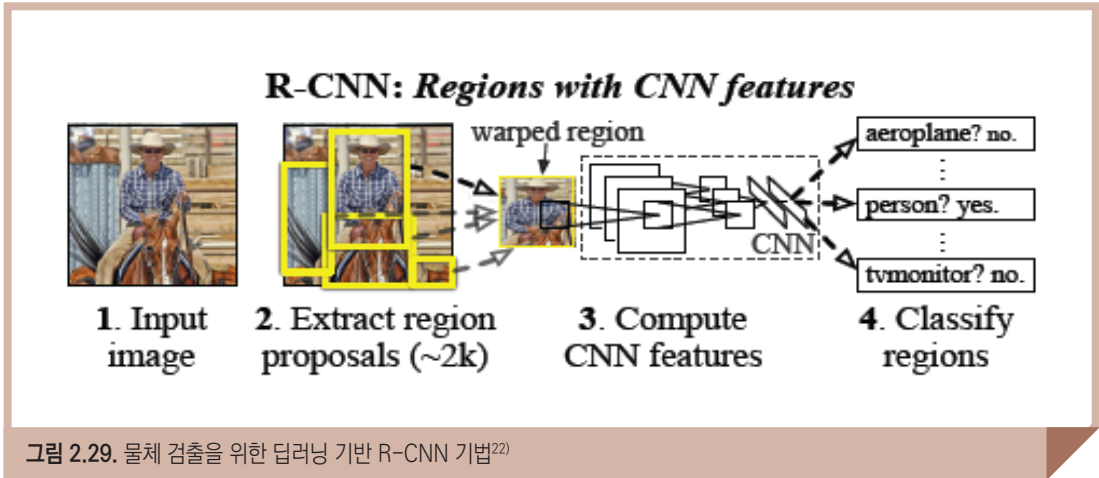 R-CNN: Regions with CNN features
warped region
aeroplane? no.
person? yes.
CNN
tvmonitor? no.
1. Input
image
2. Extract region
proposals (~2k)
3. Compute
CNN features
4. Classify
regions
그림 2.29. 물체 검출을 위한 딥러닝 기반 R-CNN 기법22)